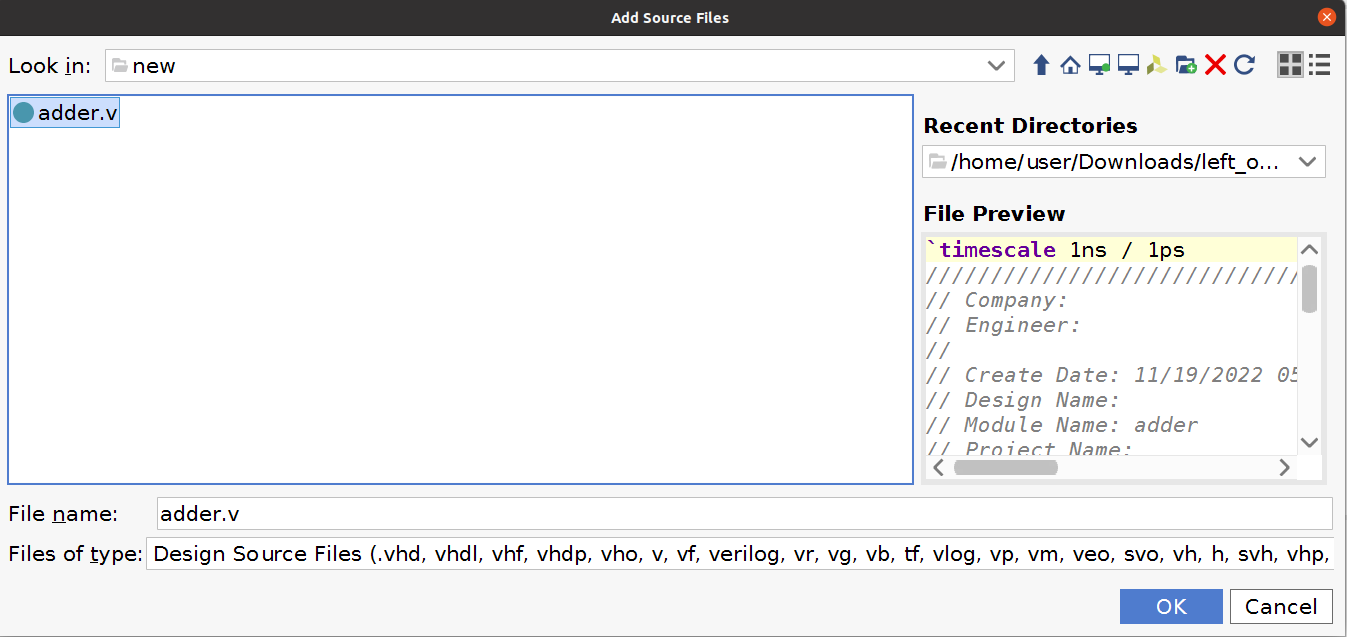 Add Source Files
Look in: new
adder.v
Recent Directories
/home/user/Downloads/left_o...
File Preview
`timescale 1ns / 1ps
/////////////////////////////
// Company:
// Engineer:
//
// Create Date: 11/19/2022 05
// Design Name:
// Module Name: adder
// Project Name:
File name: adder.v
Files of type: Design Source Files (.vhd, vhdl, vhf, vhdp, vho, v, vf, verilog, vr, vg, vb, tf, vlog, vp, vm, veo, svo, vh, h, svh, vhp,
OK Cancel